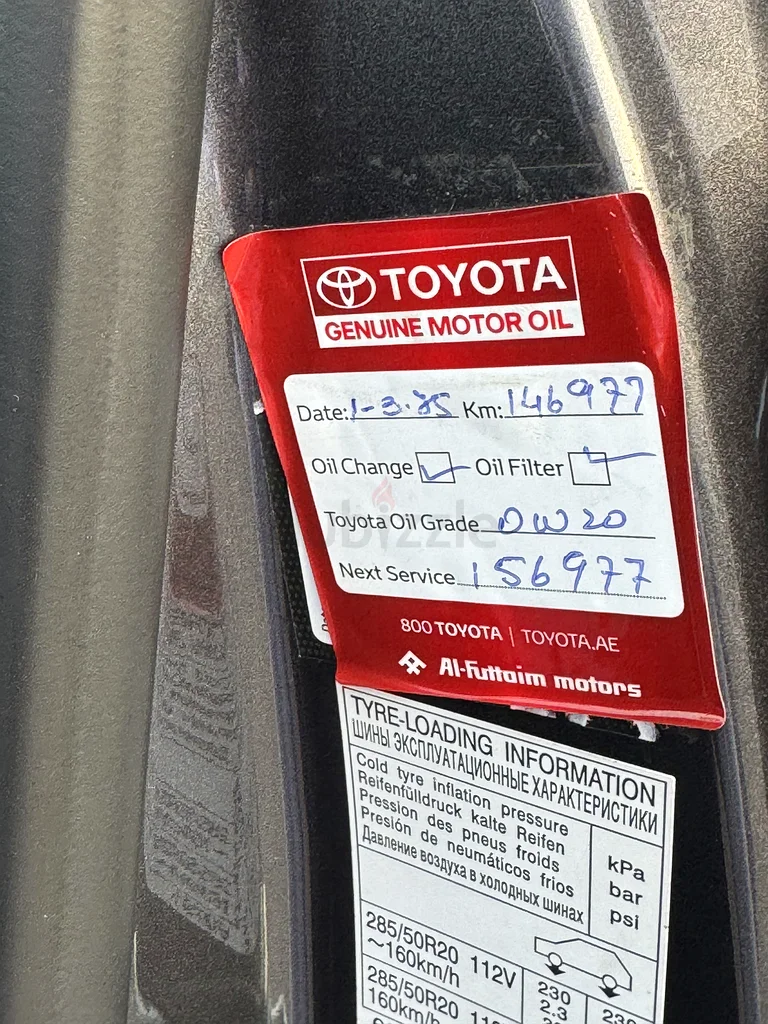 TOYOTA
GENUINE MOTOR OIL
Date: 1-3-25 Km: 146977
Oil Change Oil Filter
Toyota Oil Grade 0W20
dubizzle
Next Service 156977
800 TOYOTA | TOYOTA.AE
Al-Futtaim motors
TYRE-LOADING INFORMATION
ШИНЫ ЭКСПЛУАТАЦИОННЫЕ ХАРАКТЕРИСТИКИ
Cold tyre inflation pressure
Reifenfülldruck kalte Reifen
Pression des pneus froids
Presión de neumáticos frios
Давление воздуха в холодных шинах
kPa
bar
psi
285/50R20 112V
~160km/h
230
2.3
285/50R20
160km/h